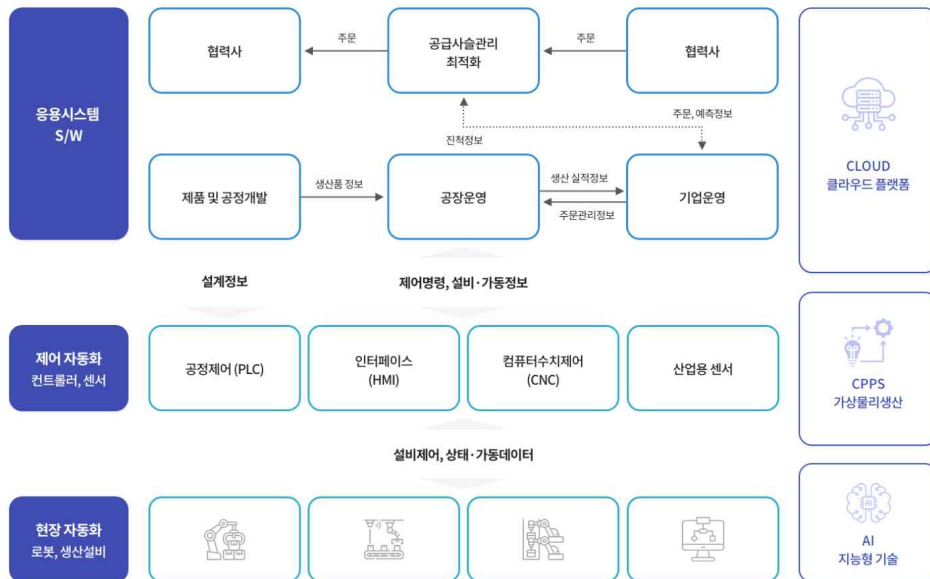 협력사
주문
공급사슬관리
최적화
주문
협력사
응용시스템
S/W
주문, 예측정보
진척정보
CLOUD
클라우드 플랫폼
제품 및 공정개발
생산품 정보
공장운영
생산 실적정보
주문관리정보
기업운영
설계정보
제어명령, 설비·가동정보
제어 자동화
컨트롤러, 센서
공정제어 (PLC)
인터페이스
(HMI)
컴퓨터수치제어
(CNC)
산업용 센서
CPPS
가상물리생산
설비제어, 상태·가동데이터
현장 자동화
로봇, 생산설비
AI
AI
지능형 기술